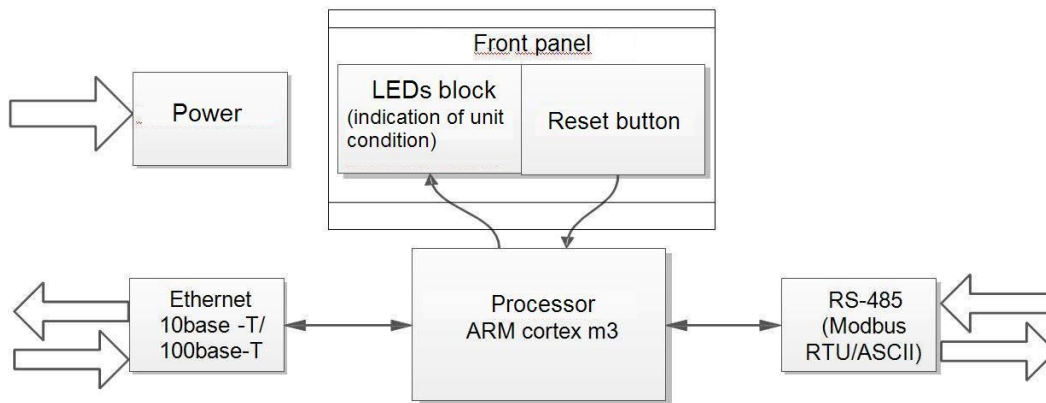 Front panel
LEDs block
(indication of unit
condition)
Reset button
Power
Ethernet
10base -T/
100base-T
Processor
ARM cortex m3
RS-485
(Modbus
RTU/ASCII)